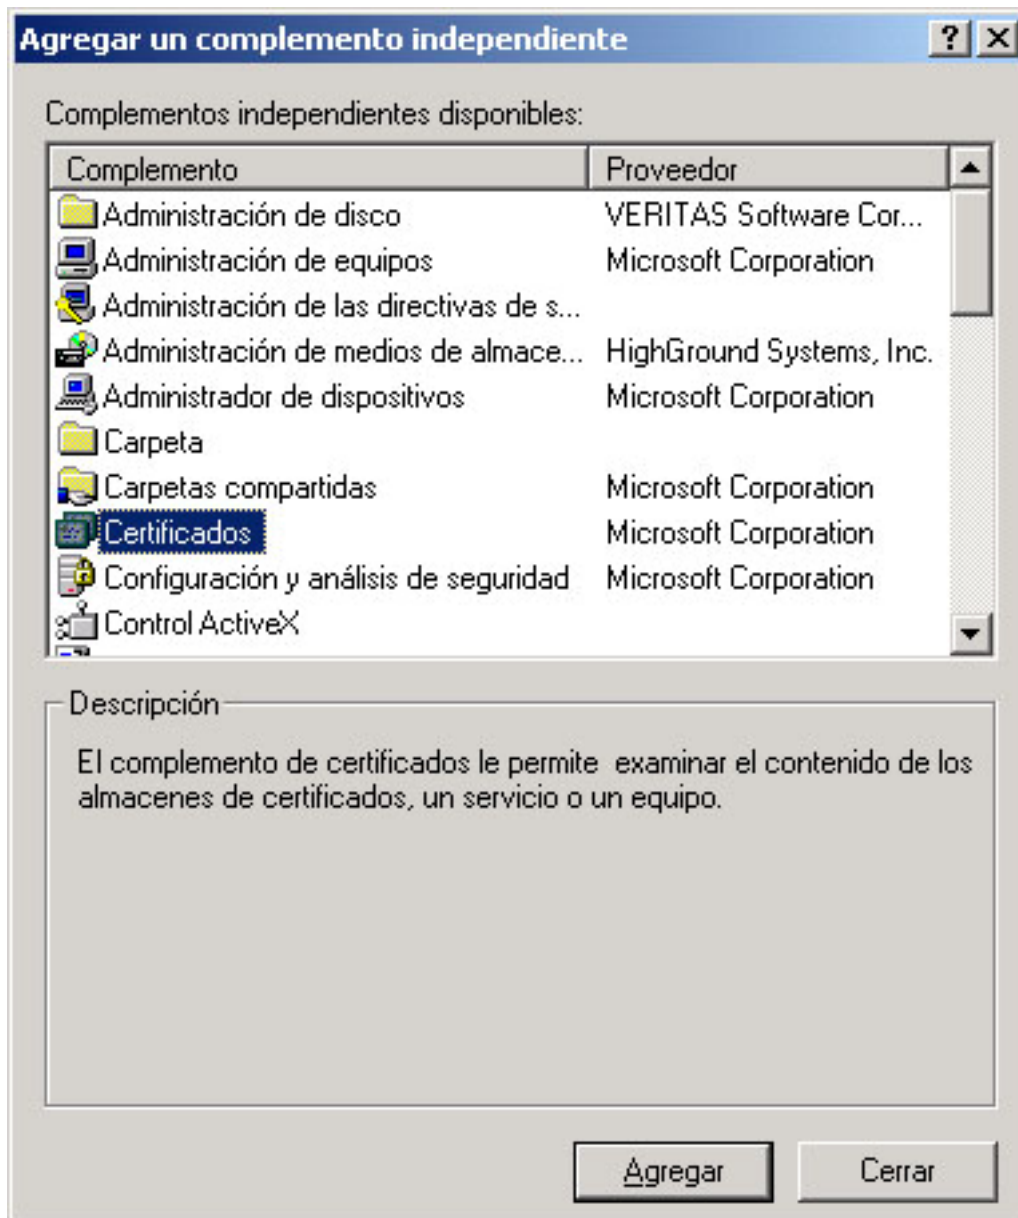 Agregar un complemento independiente
Complementos independientes disponibles:
Complemento Proveedor
Administración de disco VERITAS Software Cor...
Administración de equipos Microsoft Corporation
Administración de las directivas de s...
Administración de medios de almace... HighGround Systems, Inc.
Administrador de dispositivos Microsoft Corporation
Carpeta
Carpetas compartidas Microsoft Corporation
Certificados Microsoft Corporation
Configuración y análisis de seguridad Microsoft Corporation
Control ActiveX
Descripción
El complemento de certificados le permite examinar el contenido de los
almacenes de certificados, un servicio o un equipo.
Agregar Cerrar